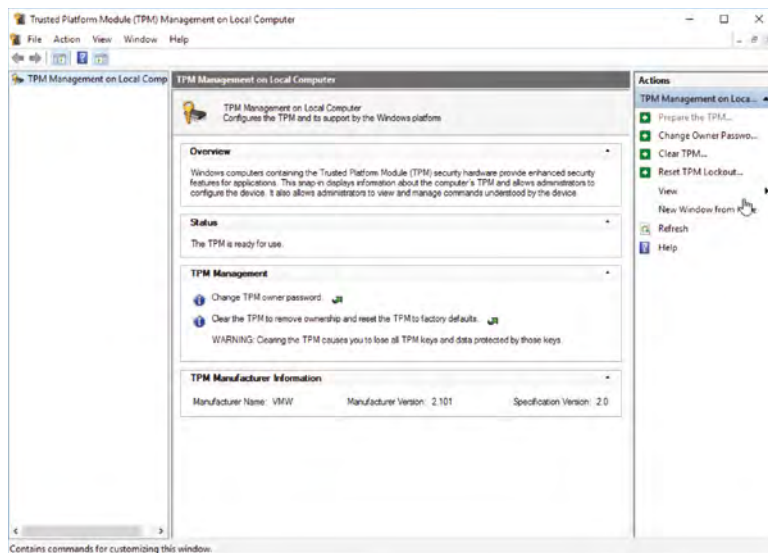 Trusted Platform Module (TPM) Management on Local Computer
File Action View Window Help
TPM Management on Local Comp
TPM Management on Local Computer
TPM Management on Local Computer
Configures the TPM and its support by the Windows platform
Overview
Windows computers containing the Trusted Platform Module (TPM) security hardware provide enhanced security
features for applications. This snap-in displays information about the computer's TPM and allows administrators to
configure the device. It also allows administrators to view and manage commands understood by the device.
Status
The TPM is ready for use.
TPM Management
Change TPM owner password.
Clear the TPM to remove ownership and reset the TPM to factory defaults.
WARNING: Clearing the TPM causes you to lose all TPM keys and data protected by those keys.
TPM Manufacturer Information
Manufacturer Name: VMW Manufacturer Version: 2.101 Specification Version: 2.0
Actions
TPM Management on Loca...
Prepare the TPM...
Change Owner Passwo...
Clear TPM...
Reset TPM Lockout...
View
New Window from
Refresh
Help
Contains commands for customizing this window.